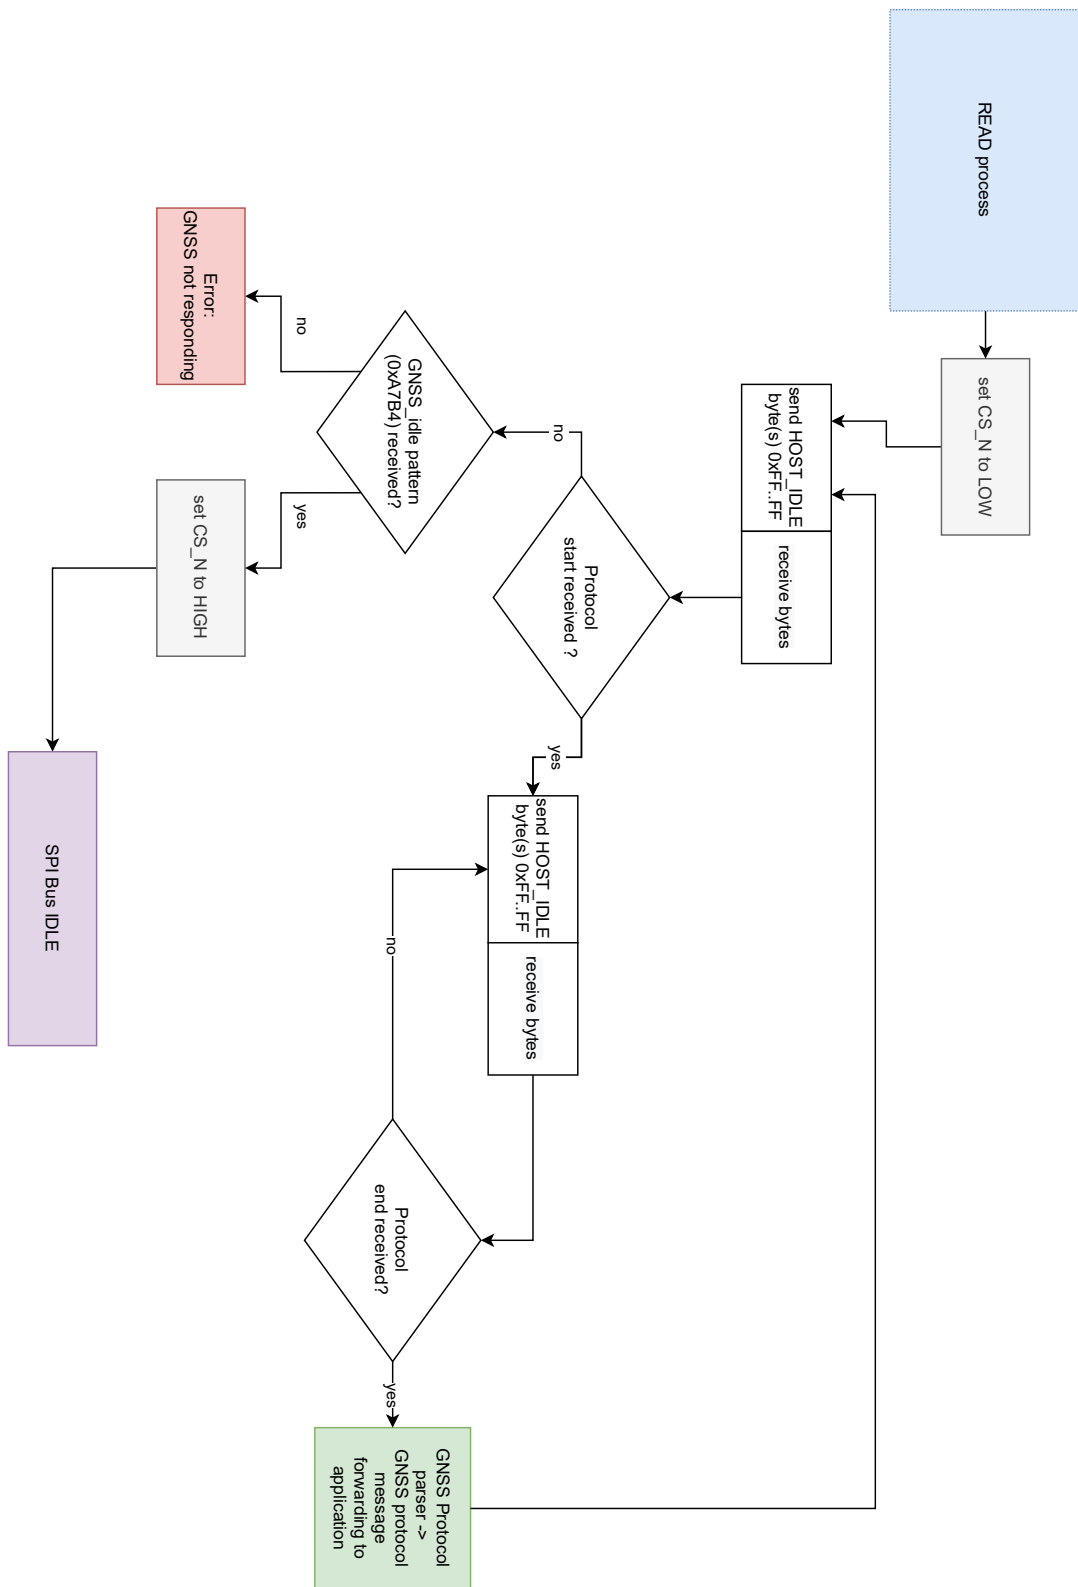 READ process
set CS_N to LOW
send HOST_IDLE
byte(s) 0xFF..FF
receive bytes
Protocol
start received ?
no
yes
GNSS_idle pattern
(0xA7B4) received?
no
yes
Error:
GNSS not responding
set CS_N to HIGH
SPI Bus IDLE
send HOST_IDLE
byte(s) 0xFF..FF
receive bytes
no
Protocol
end received?
yes
GNSS Protocol
parser ->
GNSS protocol
message
forwarding to
application